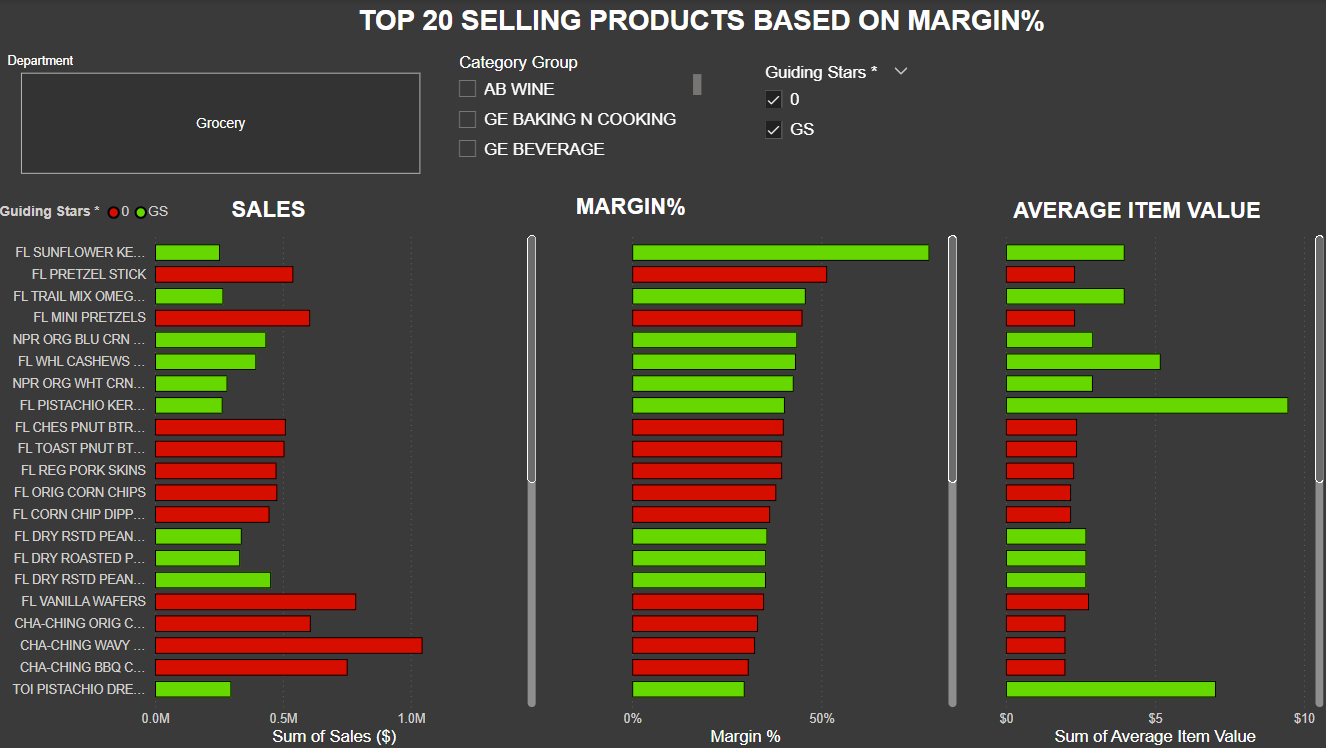 TOP 20 SELLING PRODUCTS BASED ON MARGIN%
Department
Grocery
Category Group
AB WINE
GE BAKING N COOKING
GE BEVERAGE
Guiding Stars *
0
GS
Guiding Stars * 0 GS
SALES
MARGIN%
AVERAGE ITEM VALUE
FL SUNFLOWER KE...
FL PRETZEL STICK
FL TRAIL MIX OMEG...
FL MINI PRETZELS
NPR ORG BLU CRN ...
FL WHL CASHEWS ...
NPR ORG WHT CRN...
FL PISTACHIO KER...
FL CHES PNUT BTR...
FL TOAST PNUT BT...
FL REG PORK SKINS
FL ORIG CORN CHIPS
FL CORN CHIP DIPP...
FL DRY RSTD PEAN...
FL DRY ROASTED P...
FL DRY RSTD PEAN...
FL VANILLA WAFERS
CHA-CHING ORIG C...
CHA-CHING WAVY ...
CHA-CHING BBQ C...
TOI PISTACHIO DRE...
0.0M 0.5M 1.0M
Sum of Sales ($)
0% 50%
Margin %
$0 $5 $10
Sum of Average Item Value